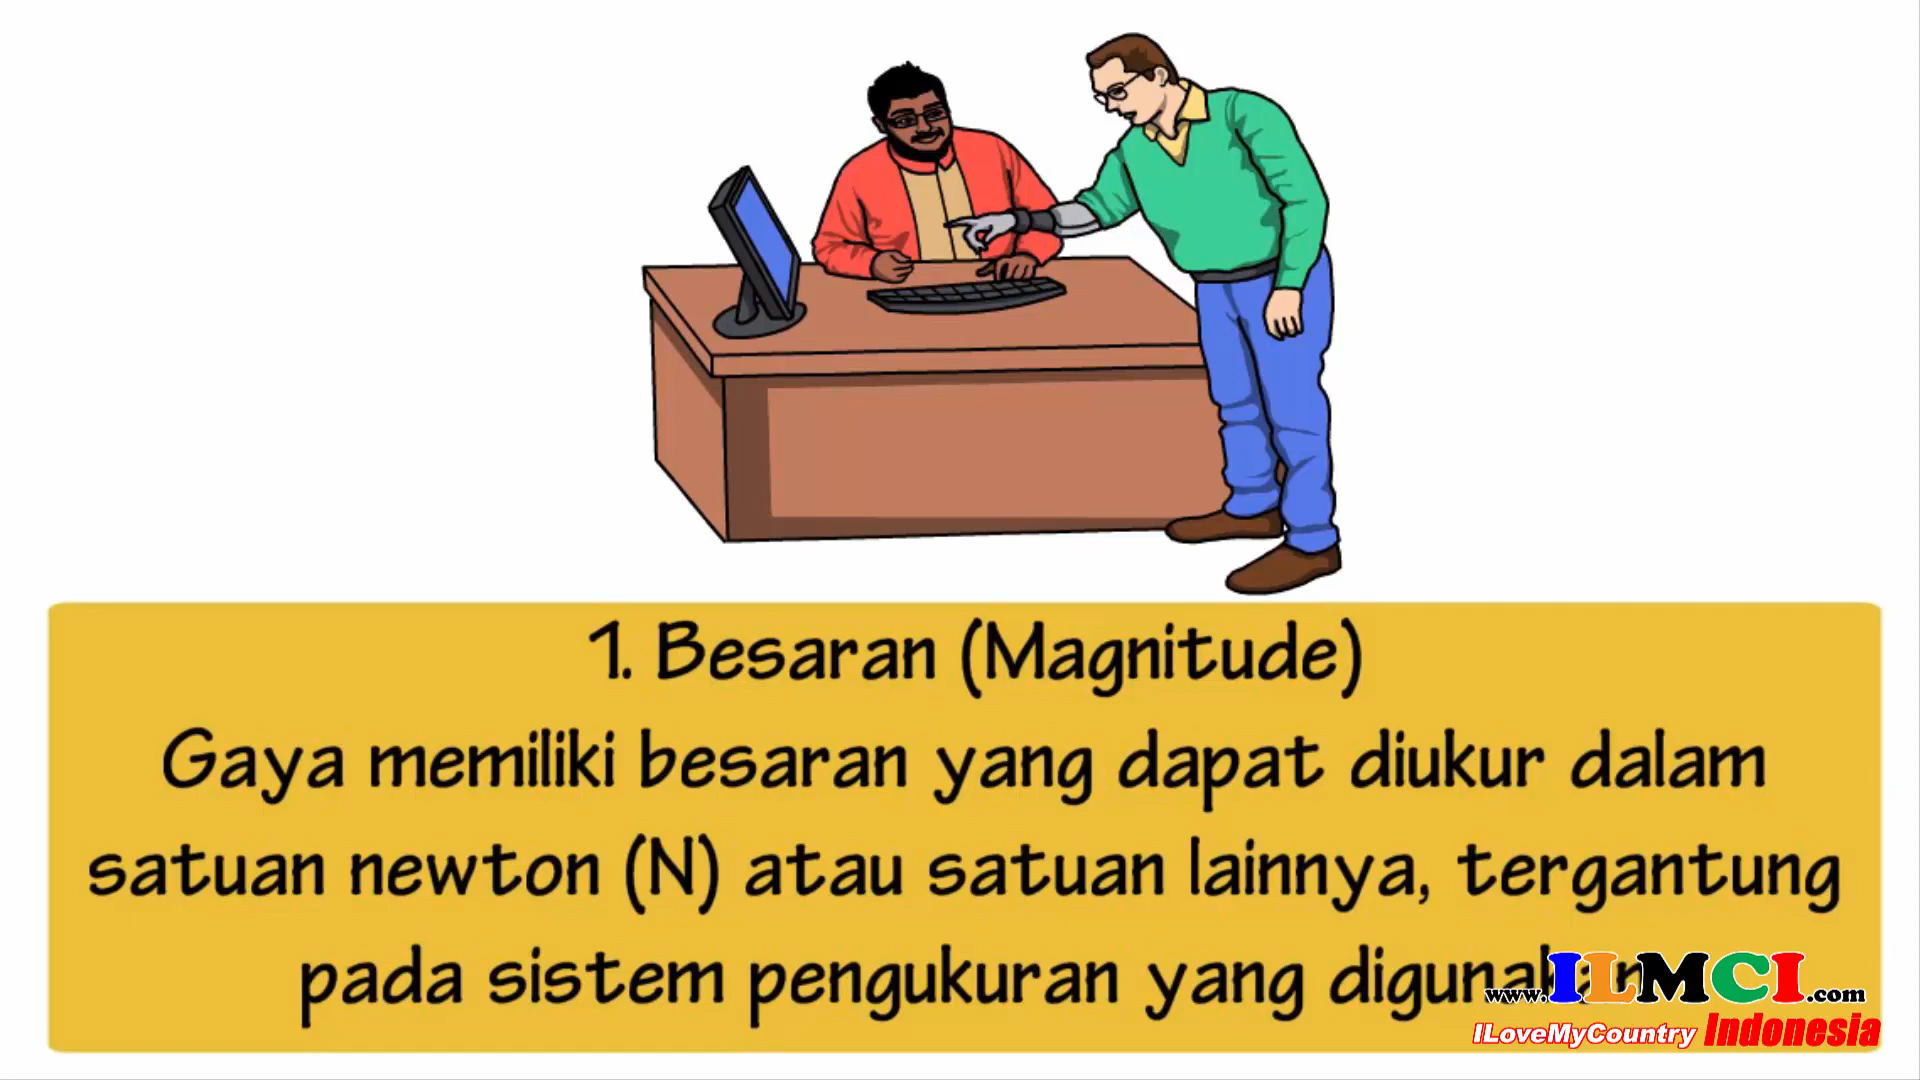 1. Besaran (Magnitude)
Gaya memiliki besaran yang dapat diukur dalam
satuan newton (N) atau satuan lainnya, tergantung
pada sistem pengukuran yang digunakan
www.ILMCI.com
ILoveMyCountry Indonesia